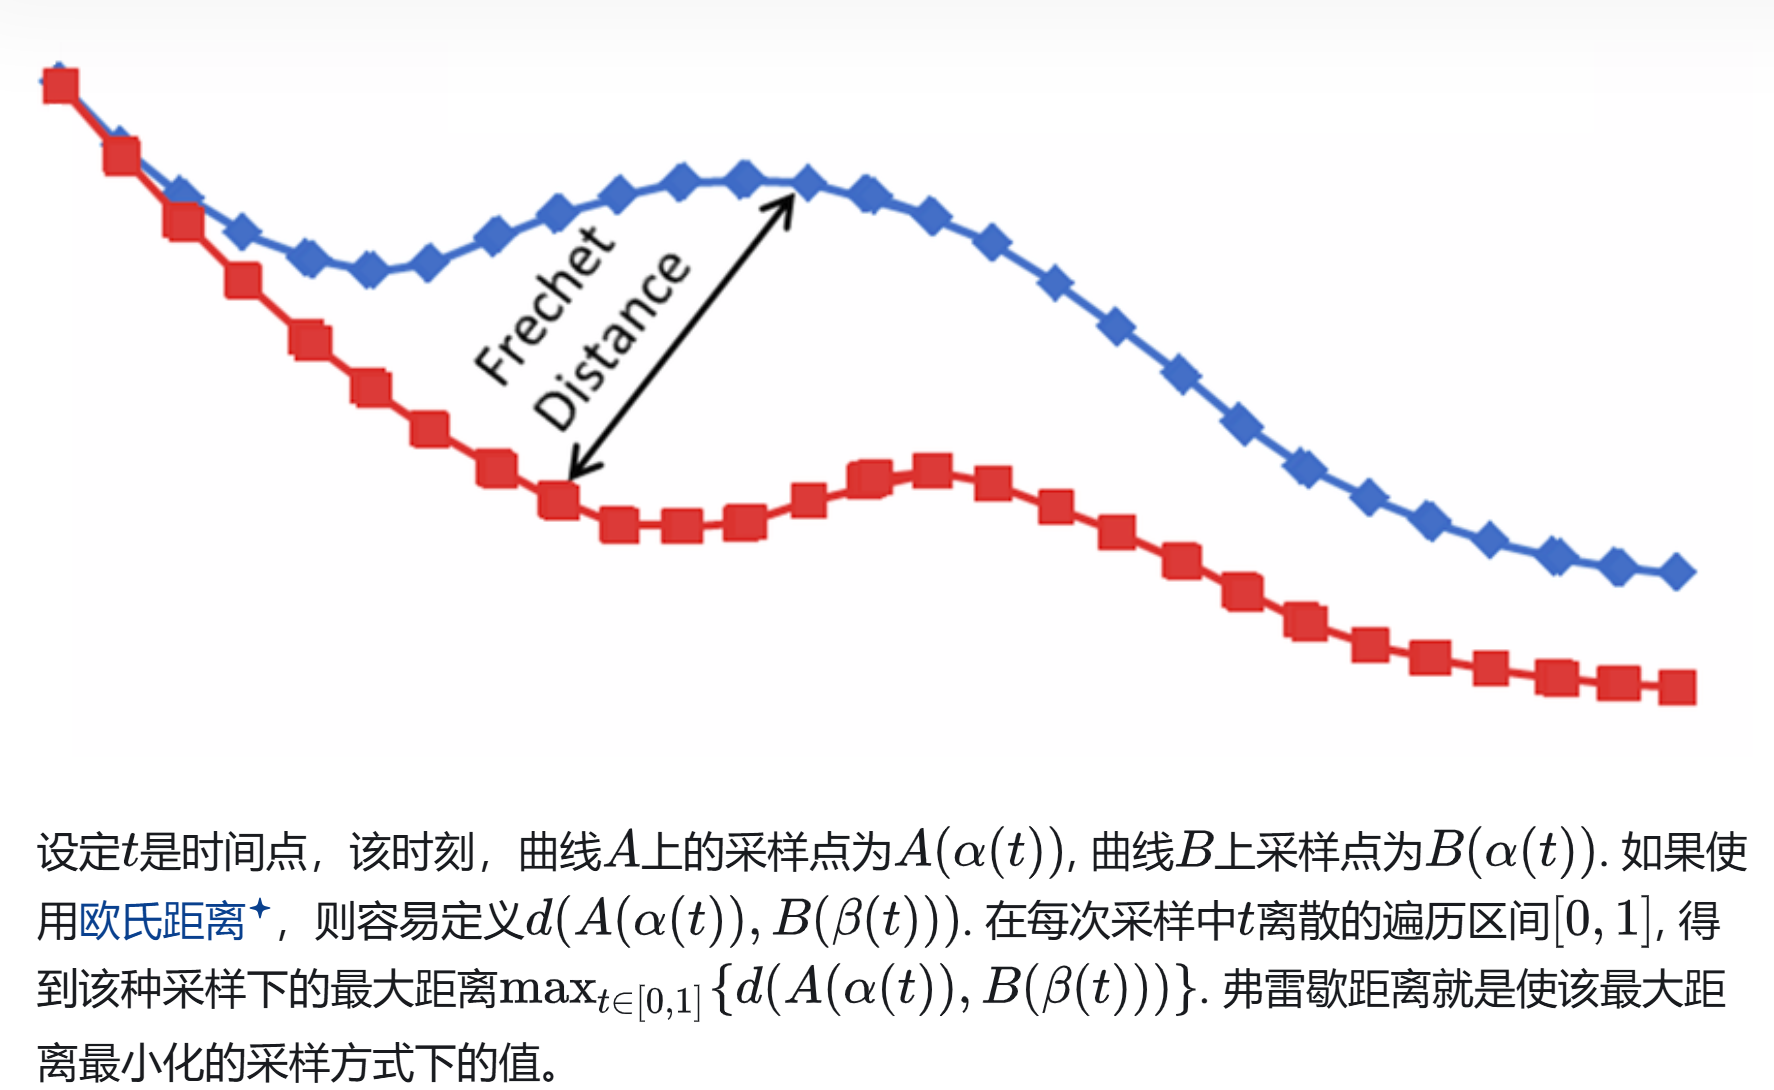 Frechet
Distance
设定t是时间点，该时刻，曲线A上的采样点为A(α(t)), 曲线B上采样点为B(α(t)). 如果使
用欧氏距离，则容易定义d(A(α(t)), B(β(t))). 在每次采样中t离散的遍历区间[0, 1], 得
到该种采样下的最大距离max_{t∈[0,1]} {d(A(α(t)), B(β(t)))}. 弗雷歇距离就是使该最大距
离最小化的采样方式下的值。